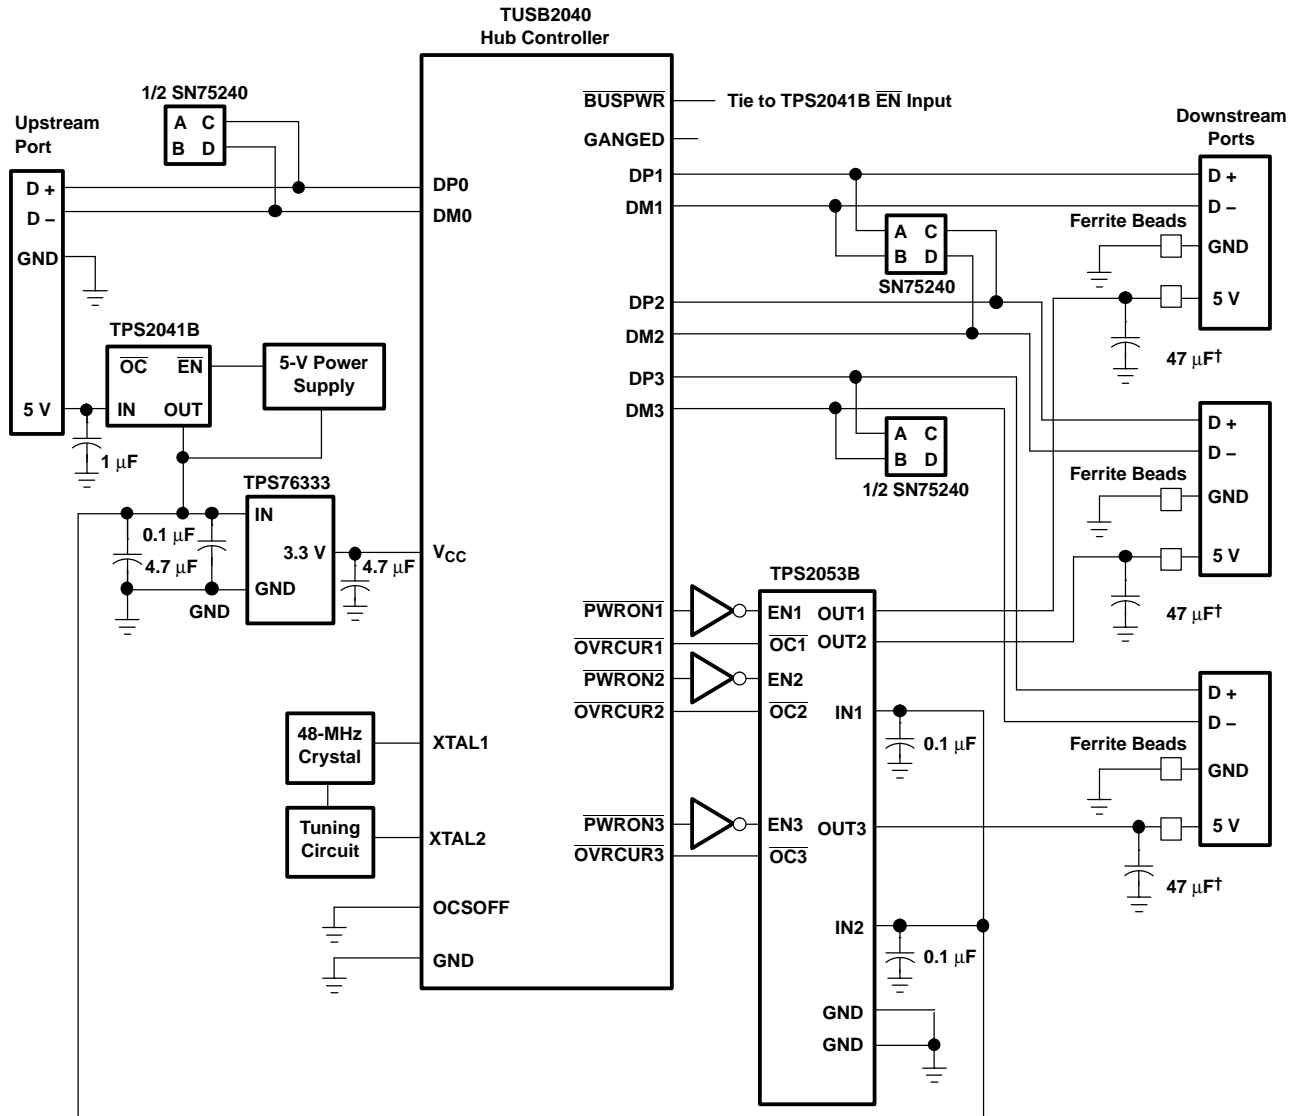 TUSB2040
Hub Controller
1/2 SN75240
A C
B D
Upstream
Port
D +
D –
GND
5 V
DP0
DM0
BUSPWR
Tie to TPS2041B EN Input
GANGED
DP1
DM1
A C
B D
SN75240
DP2
DM2
DP3
DM3
A C
B D
1/2 SN75240
Downstream
Ports
D +
D –
Ferrite Beads
GND
5 V
47 µF†
D +
D –
Ferrite Beads
GND
5 V
47 µF†
D +
D –
Ferrite Beads
GND
5 V
47 µF†
TPS2041B
OC EN
IN OUT
5-V Power
Supply
1 µF
TPS76333
IN
3.3 V
GND
0.1 µF
4.7 µF
GND
4.7 µF
VCC
TPS2053B
PWRON1
EN1
OUT1
OVRCUR1
OC1
OUT2
PWRON2
EN2
OVRCUR2
OC2
IN1
0.1 µF
48-MHz
Crystal
XTAL1
Tuning
Circuit
XTAL2
PWRON3
EN3
OUT3
OVRCUR3
OC3
OCSOFF
GND
IN2
0.1 µF
GND
GND